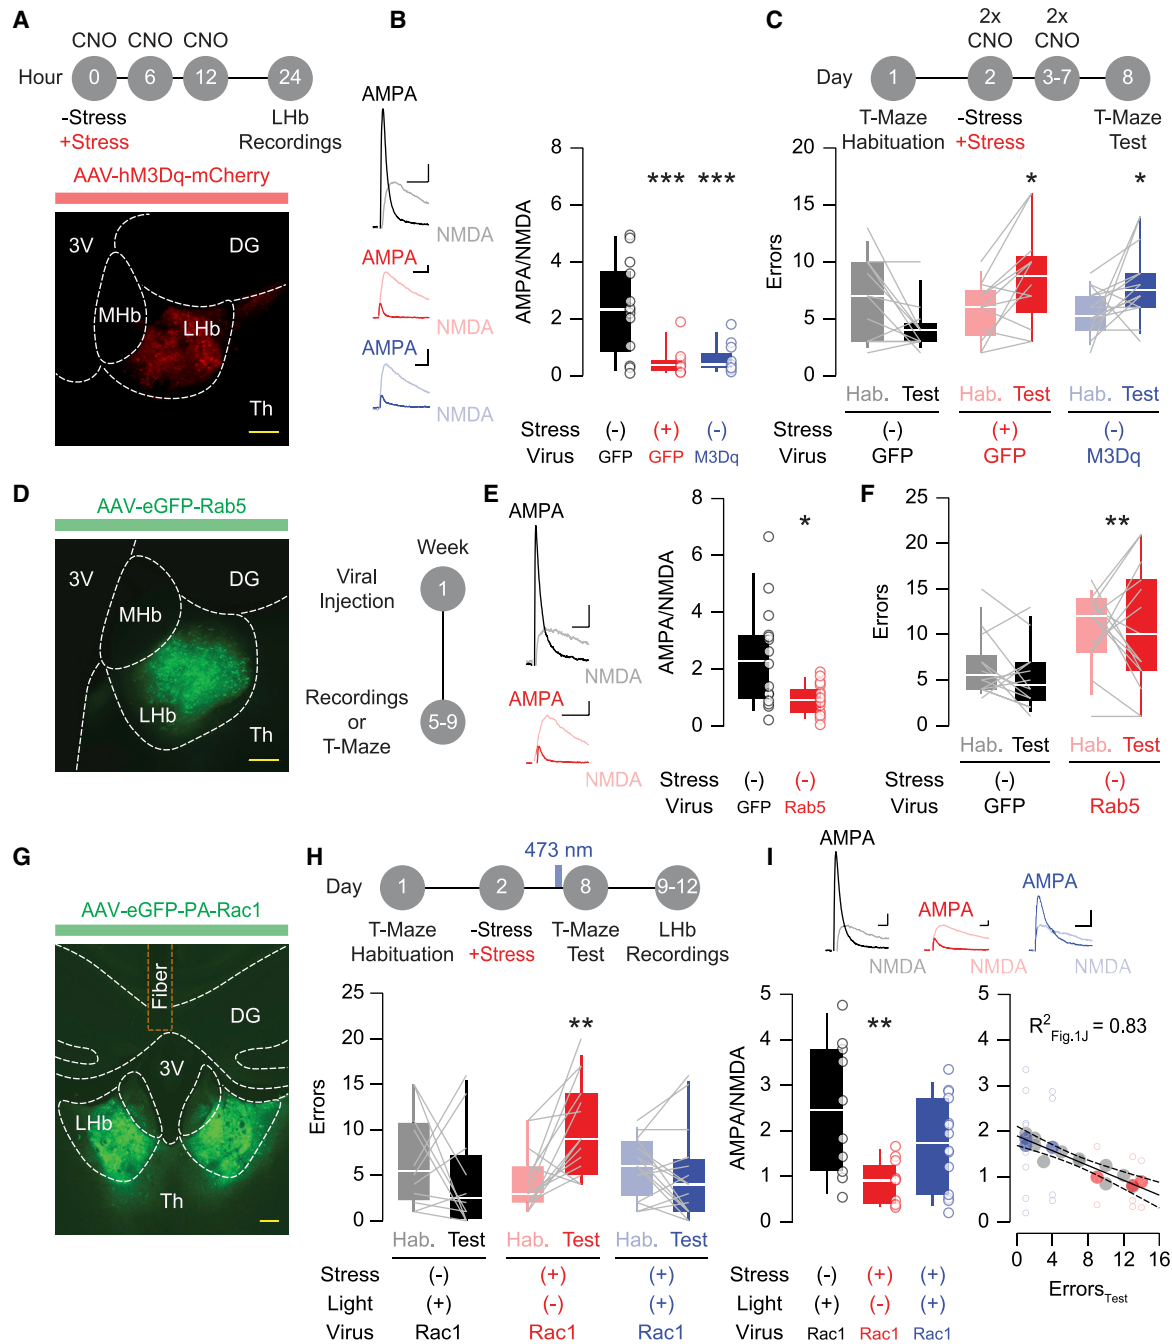 A
CNO CNO CNO
Hour 0 6 12 24
-Stress
+Stress
LHb
Recordings
AAV-hM3Dq-mCherry
3V DG
MHb LHb
Th
B
AMPA
NMDA
AMPA
NMDA
AMPA
NMDA
AMPA/NMDA
8
6
4
2
0
*** ***
Stress (-) (+) (-)
Virus GFP GFP M3Dq
C
2x
CNO
2x
CNO
Day 1 2 3-7 8
T-Maze
Habituation
-Stress
+Stress
T-Maze
Test
Errors
20
15
10
5
0
* *
Hab. Test Hab. Test Hab. Test
Stress (-) (+) (-)
Virus GFP GFP M3Dq
D
AAV-eGFP-Rab5
3V DG
MHb
LHb
Th
Week
Viral
Injection
1
Recordings
or
T-Maze
5-9
E
AMPA
NMDA
AMPA
NMDA
AMPA/NMDA
8
6
4
2
0
*
Stress (-) (-)
Virus GFP Rab5
F
Errors
25
20
15
10
5
0
**
Hab. Test Hab. Test
Stress (-) (-)
Virus GFP Rab5
G
AAV-eGFP-PA-Rac1
Fiber
DG
3V
LHb
Th
H
473 nm
Day 1 2 8 9-12
T-Maze
Habituation
-Stress
+Stress
T-Maze
Test
LHb
Recordings
Errors
25
20
15
10
5
0
**
Hab. Test Hab. Test Hab. Test
Stress (-) (+) (+)
Light (+) (-) (+)
Virus Rac1 Rac1 Rac1
I
AMPA
NMDA
AMPA
NMDA
AMPA
NMDA
AMPA/NMDA
5
4
3
2
1
0
**
Stress (-) (+) (+)
Light (+) (-) (+)
Virus Rac1 Rac1 Rac1
R² Fig.1J = 0.83
5
4
3
2
1
0
0 4 8 12 16
Errors Test